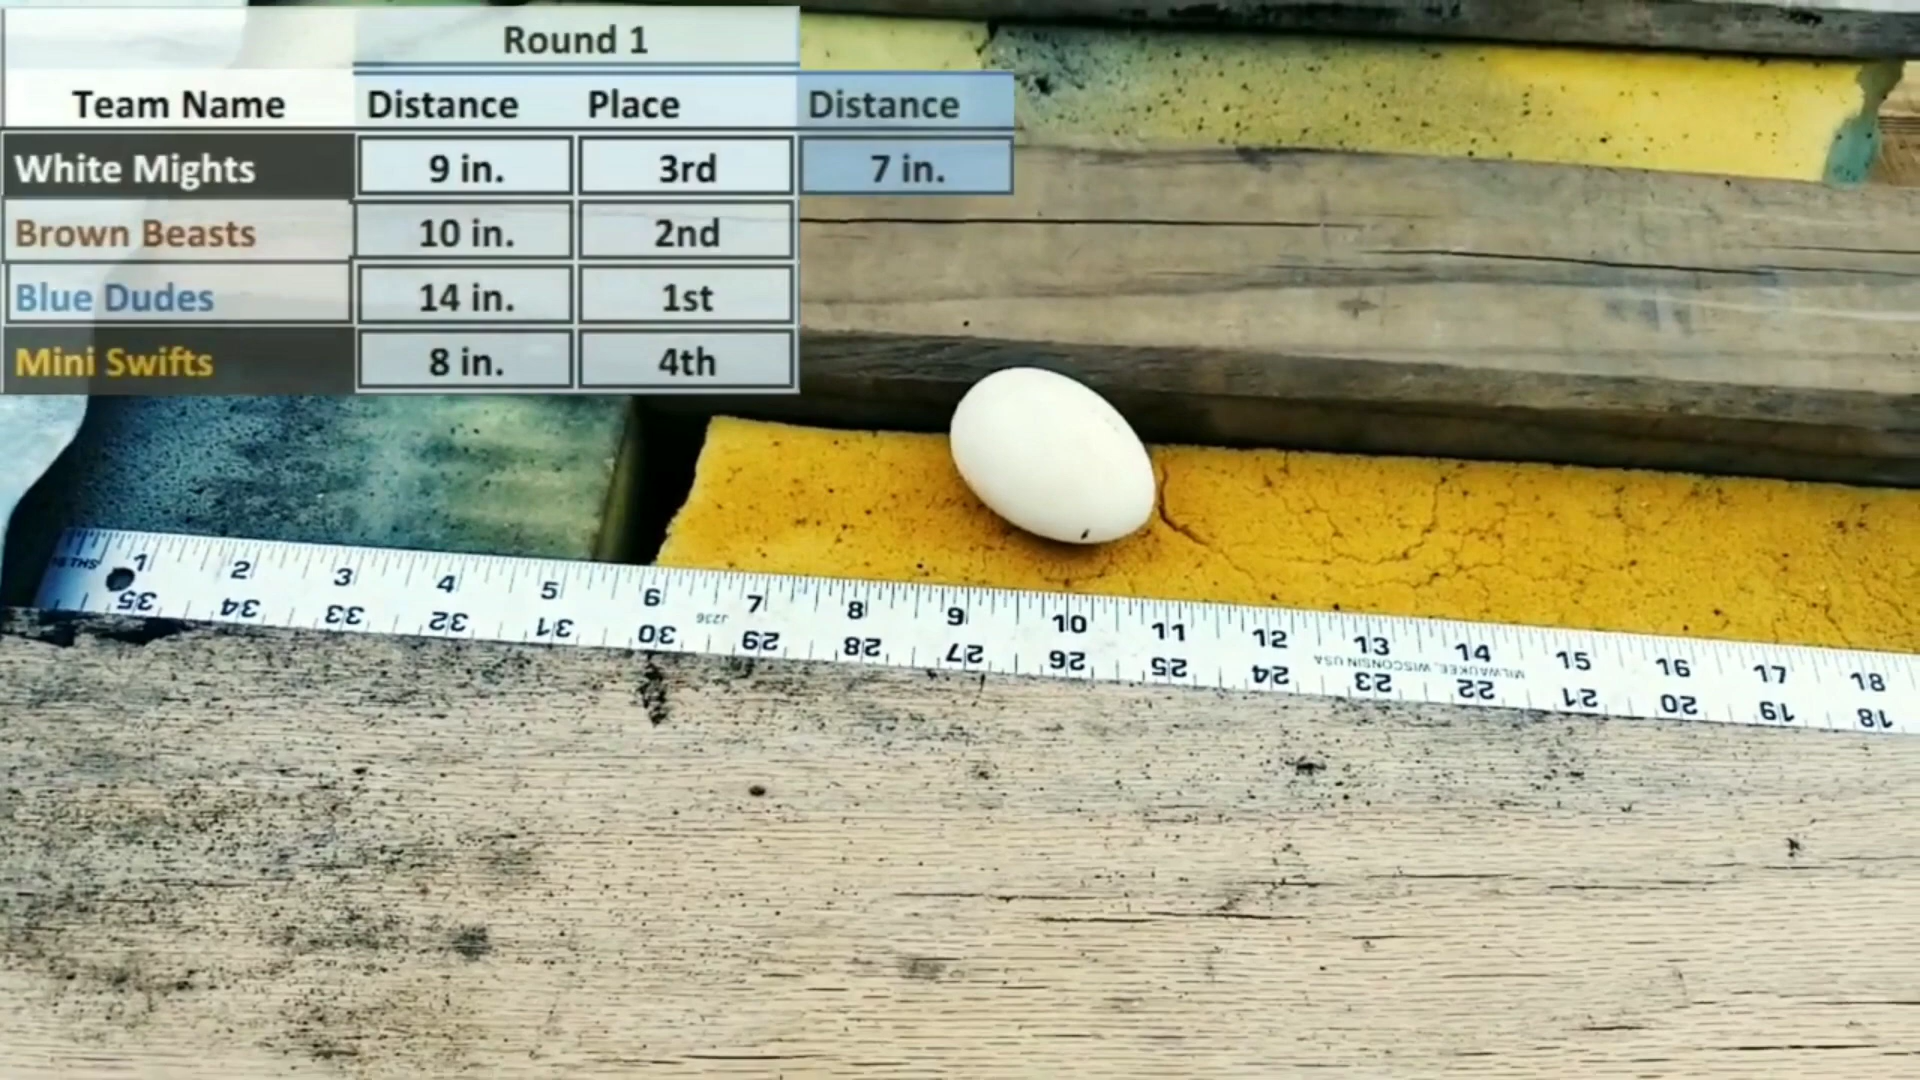 Round 1
Team Name Distance Place Distance
White Mights 9 in. 3rd 7 in.
Brown Beasts 10 in. 2nd
Blue Dudes 14 in. 1st
Mini Swifts 8 in. 4th
1 2 3 4 5 6 7 8 9 10 11 12 13 14 15 16 17 18
J236
MILWAUKEE, WISCONSIN USA
35 34 33 32 31 30 29 28 27 26 25 24 23 22 21 20 19 18